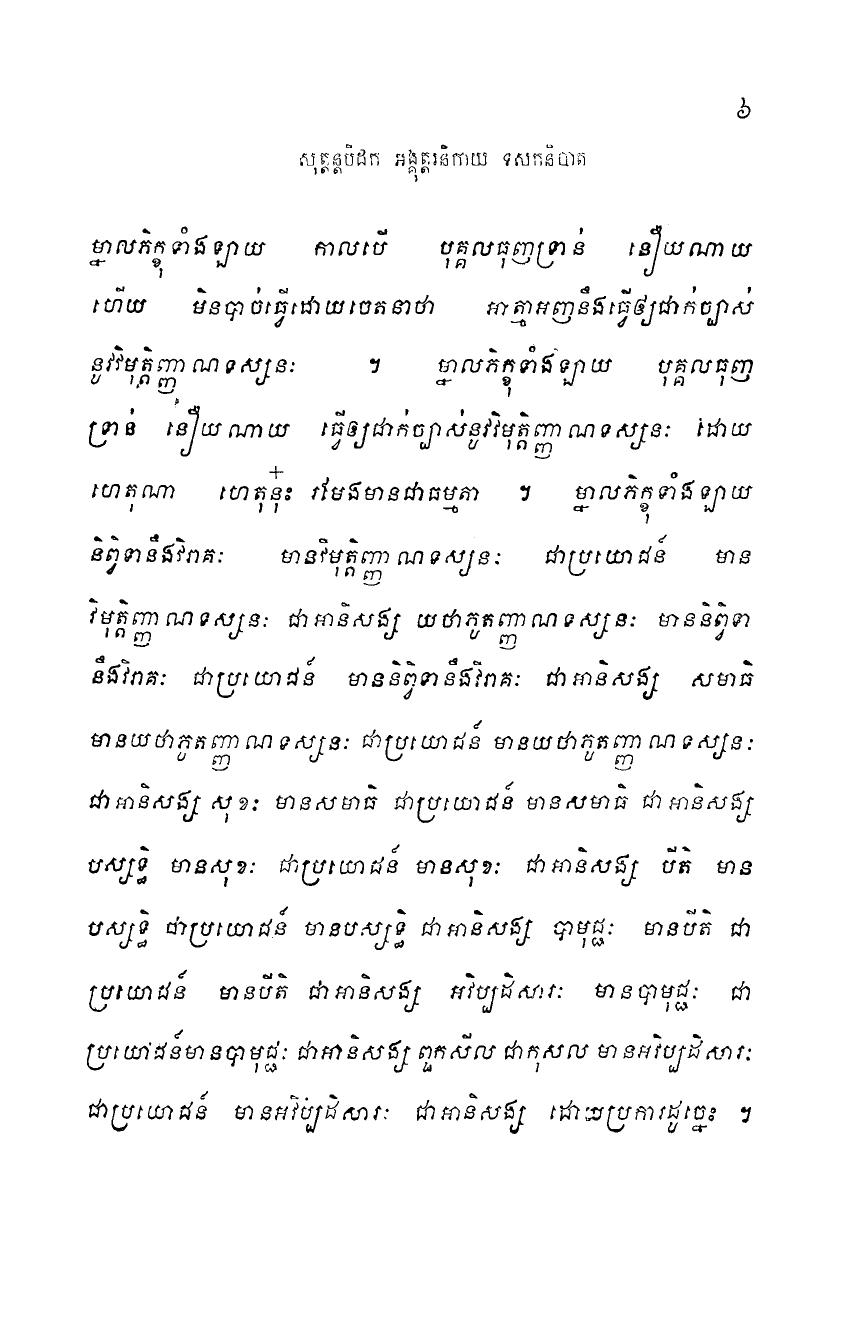 ៦
សុត្តន្តបិដក អង្គុត្តរនិកាយ ទសកនិបាត
ម្នាលភិក្ខុទាំងឡាយ កាលបើ បុគ្គលធុញទ្រាន់ នឿយណាយ
ហើយ មិនបាច់ធ្វើដោយចេតនាថា អាត្មាអញនឹងធ្វើឲ្យជាក់ច្បាស់
នូវវិមុត្តិញ្ញាណទស្សនៈ ។ ម្នាលភិក្ខុទាំងឡាយ បុគ្គលធុញ
ទ្រាន់ នឿយណាយ ធ្វើឲ្យជាក់ច្បាស់នូវវិមុត្តិញ្ញាណទស្សនៈ ដោយ
ហេតុណា ហេតុនុ៎ះ រមែងមានជាធម្មតា ។ ម្នាលភិក្ខុទាំងឡាយ
និព្វិទានឹងវិរាគៈ មានវិមុត្តិញ្ញាណទស្សនៈ ជាប្រយោជន៍ មាន
វិមុត្តិញ្ញាណទស្សនៈ ជាអានិសង្ស យថាភូតញ្ញាណទស្សនៈ មាននិព្វិទា
នឹងវិរាគៈ ជាប្រយោជន៍ មាននិព្វិទានឹងវិរាគៈ ជាអានិសង្ស សមាធិ
មានយថាភូតញ្ញាណទស្សនៈ ជាប្រយោជន៍ មានយថាភូតញ្ញាណទស្សនៈ
ជាអានិសង្ស សុខៈ មានសមាធិ ជាប្រយោជន៍ មានសមាធិ ជាអានិសង្ស
បស្សទ្ធិ មានសុខៈ ជាប្រយោជន៍ មានសុខៈ ជាអានិសង្ស បីតិ មាន
បស្សទ្ធិ ជាប្រយោជន៍ មានបស្សទ្ធិ ជាអានិសង្ស បាមុជ្ជៈ មានបីតិ ជា
ប្រយោជន៍ មានបីតិ ជាអានិសង្ស អវិប្បដិសារៈ មានបាមុជ្ជៈ ជា
ប្រយោជន៍មានបាមុជ្ជៈ ជាអានិសង្ស ពួកសីល ជាកុសល មានអវិប្បដិសារៈ
ជាប្រយោជន៍ មានអវិប្បដិសារៈ ជាអានិសង្ស ដោយប្រការដូច្នេះ ។